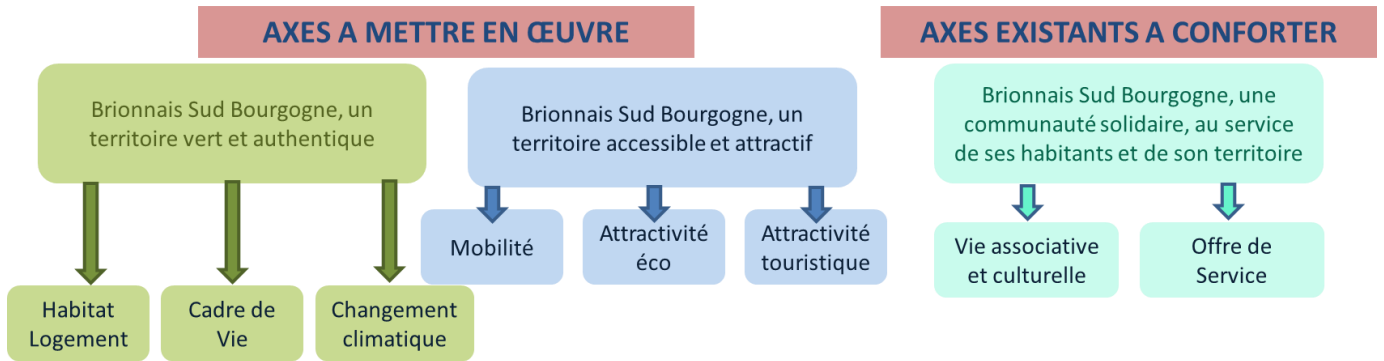 AXES A METTRE EN ŒUVRE
AXES EXISTANTS A CONFORTER
Brionnais Sud Bourgogne, un
territoire vert et authentique
Brionnais Sud Bourgogne, un
territoire accessible et attractif
Brionnais Sud Bourgogne, une
communauté solidaire, au service
de ses habitants et de son territoire
Habitat
Logement
Cadre de
Vie
Changement
climatique
Mobilité
Attractivité
éco
Attractivité
touristique
Vie associative
et culturelle
Offre de
Service